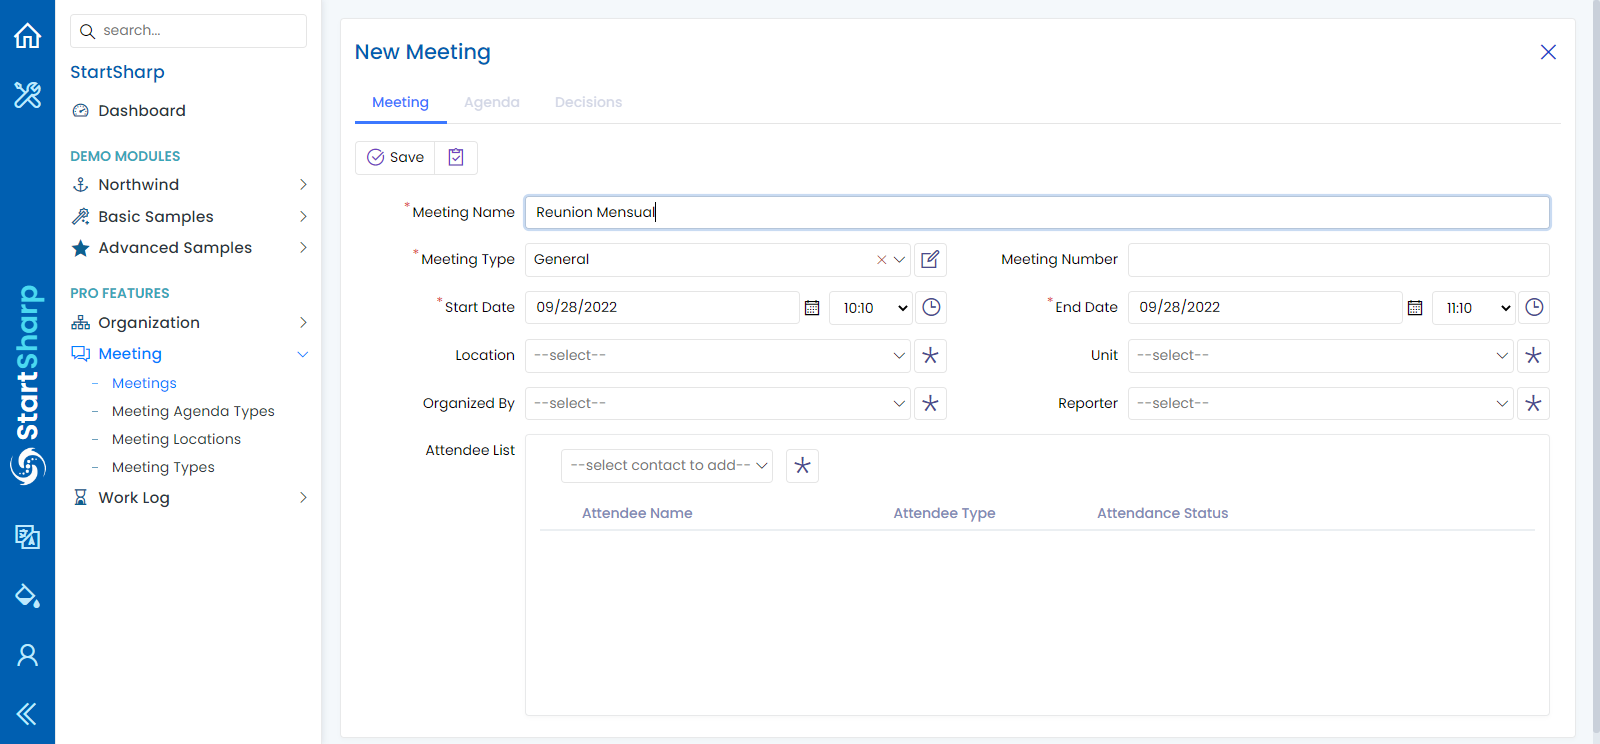 search...
StartSharp
Dashboard
DEMO MODULES
Northwind
Basic Samples
Advanced Samples
PRO FEATURES
Organization
Meeting
- Meetings
- Meeting Agenda Types
- Meeting Locations
- Meeting Types
Work Log
StartSharp
New Meeting
Meeting Agenda Decisions
Save
*Meeting Name Reunion Mensual
*Meeting Type General Meeting Number
*Start Date 09/28/2022 10:10 *End Date 09/28/2022 11:10
Location --select-- Unit --select--
Organized By --select-- Reporter --select--
Attendee List
--select contact to add--
Attendee Name Attendee Type Attendance Status